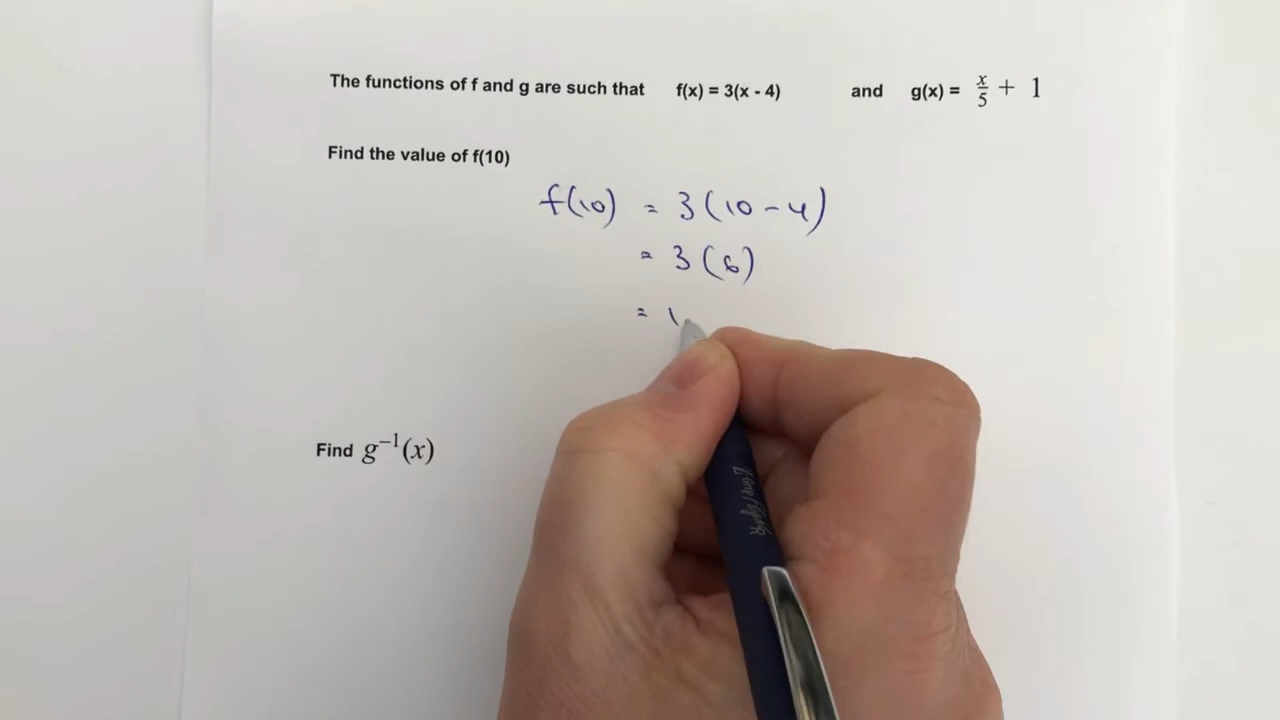 The functions of f and g are such that f(x) = 3(x - 4) and g(x) = x/5 + 1
Find the value of f(10)
f(10) = 3(10-4)
= 3(6)
= 1
Find g⁻¹(x)